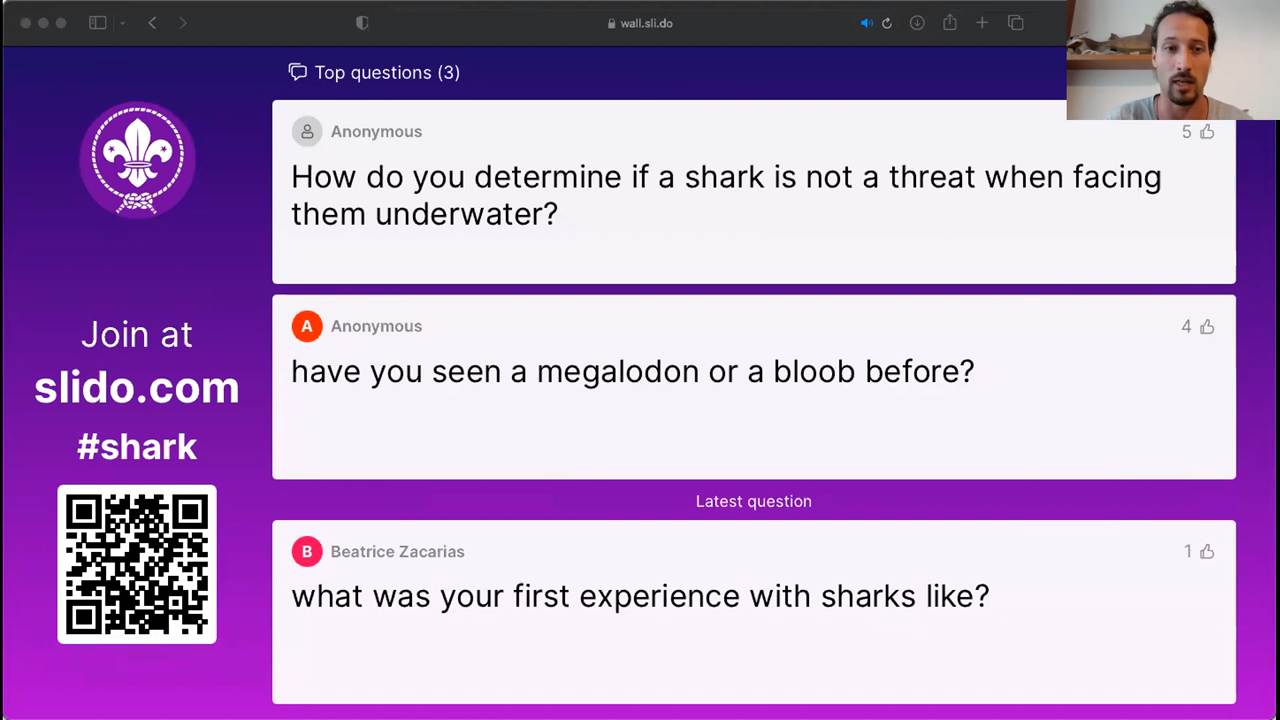 wall.sli.do
Top questions (3)
Anonymous
5
How do you determine if a shark is not a threat when facing
them underwater?
A
Anonymous
4
have you seen a megalodon or a bloob before?
Latest question
B
Beatrice Zacarias
1
what was your first experience with sharks like?
Join at
slido.com
#shark